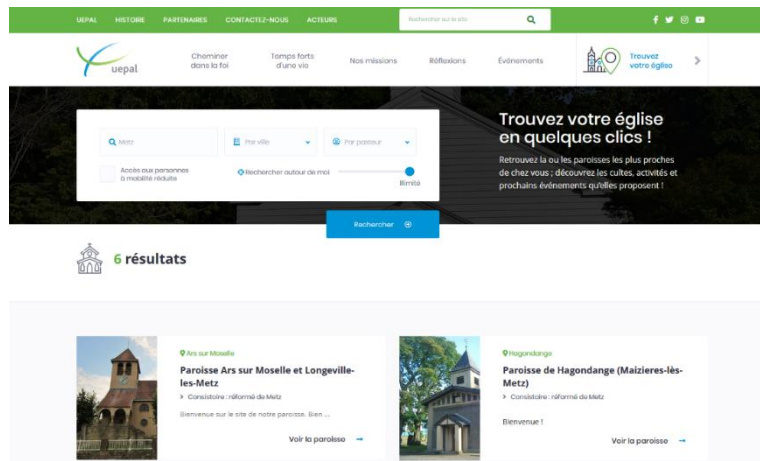 UEPAL HISTOIRE PARTENAIRES CONTACTEZ-NOUS ACTEURS Rechercher sur le site
uepal
Cheminer
dans la foi
Temps forts
d'une vie
Nos missions
Réflexions
Événements
Trouvez
votre église
Metz
Par ville
Par pasteur
Accès aux personnes
à mobilité réduite
Rechercher autour de moi
Illimité
Rechercher
Trouvez votre église
en quelques clics !
Retrouvez la ou les paroisses les plus proches
de chez vous ; découvrez les cultes, activités et
prochains événements qu'elles proposent !
6 résultats
Ars sur Moselle
Paroisse Ars sur Moselle et Longeville-
les-Metz
> Consistoire : réformé de Metz
Bienvenue sur le site de notre paroisse. Bien ...
Voir la paroisse →
Hagondange
Paroisse de Hagondange (Maizieres-lès-
Metz)
> Consistoire : réformé de Metz
Bienvenue !
Voir la paroisse →